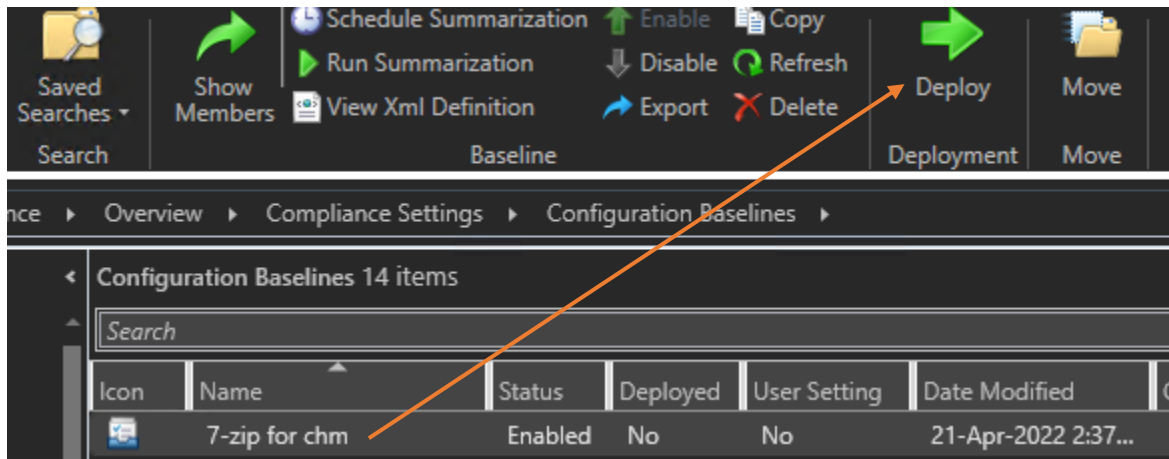 Saved Searches
Search
Show Members
Schedule Summarization
Run Summarization
View Xml Definition
Enable
Disable
Export
Copy
Refresh
Delete
Baseline
Deploy
Deployment
Move
Move
nce Overview Compliance Settings Configuration Baselines
Configuration Baselines 14 items
Search
Icon Name Status Deployed User Setting Date Modified
7-zip for chm Enabled No No 21-Apr-2022 2:37...